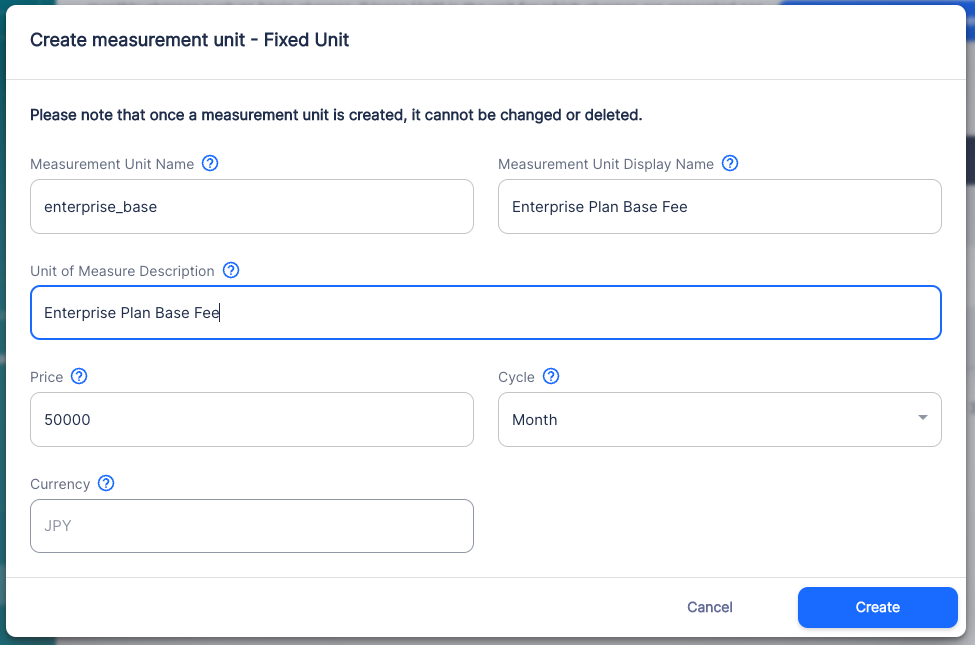 Create measurement unit - Fixed Unit
Please note that once a measurement unit is created, it cannot be changed or deleted.
Measurement Unit Name ?
Measurement Unit Display Name ?
enterprise_base
Enterprise Plan Base Fee
Unit of Measure Description ?
Enterprise Plan Base Fee
Price ?
Cycle ?
50000
Month
Currency ?
JPY
Cancel
Create